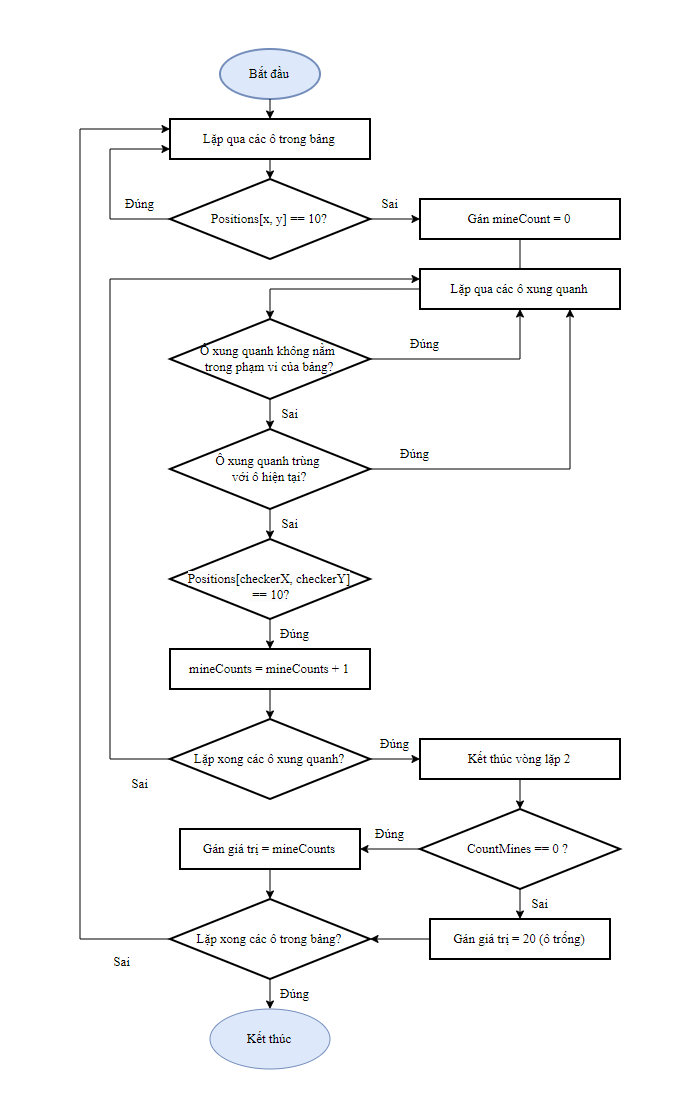 Bắt đầu
Lặp qua các ô trong bảng
Đúng
Positions[x, y] == 10?
Sai
Gán mineCount = 0
Lặp qua các ô xung quanh
Ô xung quanh không nằm
trong phạm vi của bảng?
Đúng
Sai
Ô xung quanh trùng
với ô hiện tại?
Đúng
Sai
Positions[checkerX, checkerY]
== 10?
Đúng
mineCounts = mineCounts + 1
Lặp xong các ô xung quanh?
Đúng
Kết thúc vòng lặp 2
Sai
Gán giá trị = mineCounts
Đúng
CountMines == 0 ?
Sai
Lặp xong các ô trong bảng?
Gán giá trị = 20 (ô trống)
Sai
Đúng
Kết thúc